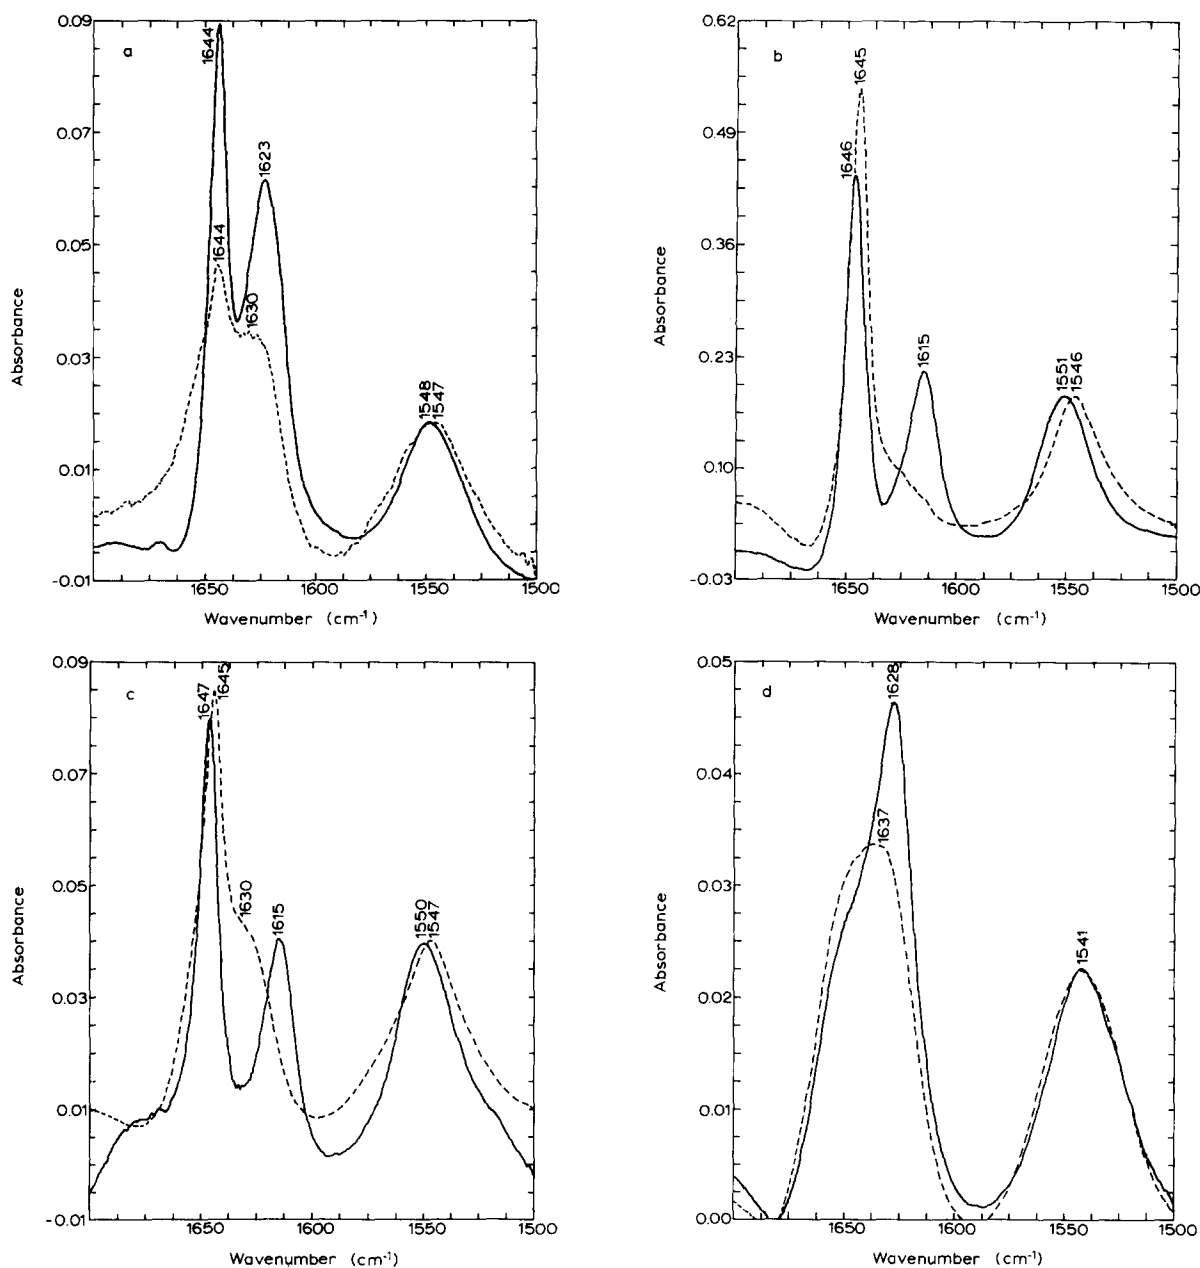 a
0.09
0.07
0.05
0.03
0.01
-0.01
Absorbance
1644
1623
1644
1630
1548
1547
1650 1600 1550 1500
Wavenumber (cm-1)
b
0.62
0.49
0.36
0.23
0.10
-0.03
Absorbance
1646
1645
1615
1551
1546
1650 1600 1550 1500
Wavenumber (cm-1)
c
0.09
0.07
0.05
0.03
0.01
-0.01
Absorbance
1647
1645
1630
1615
1550
1547
1650 1600 1550 1500
Wavenumber (cm-1)
d
0.05
0.04
0.03
0.02
0.01
0.00
Absorbance
1628
1637
1541
1650 1600 1550 1500
Wavenumber (cm-1)